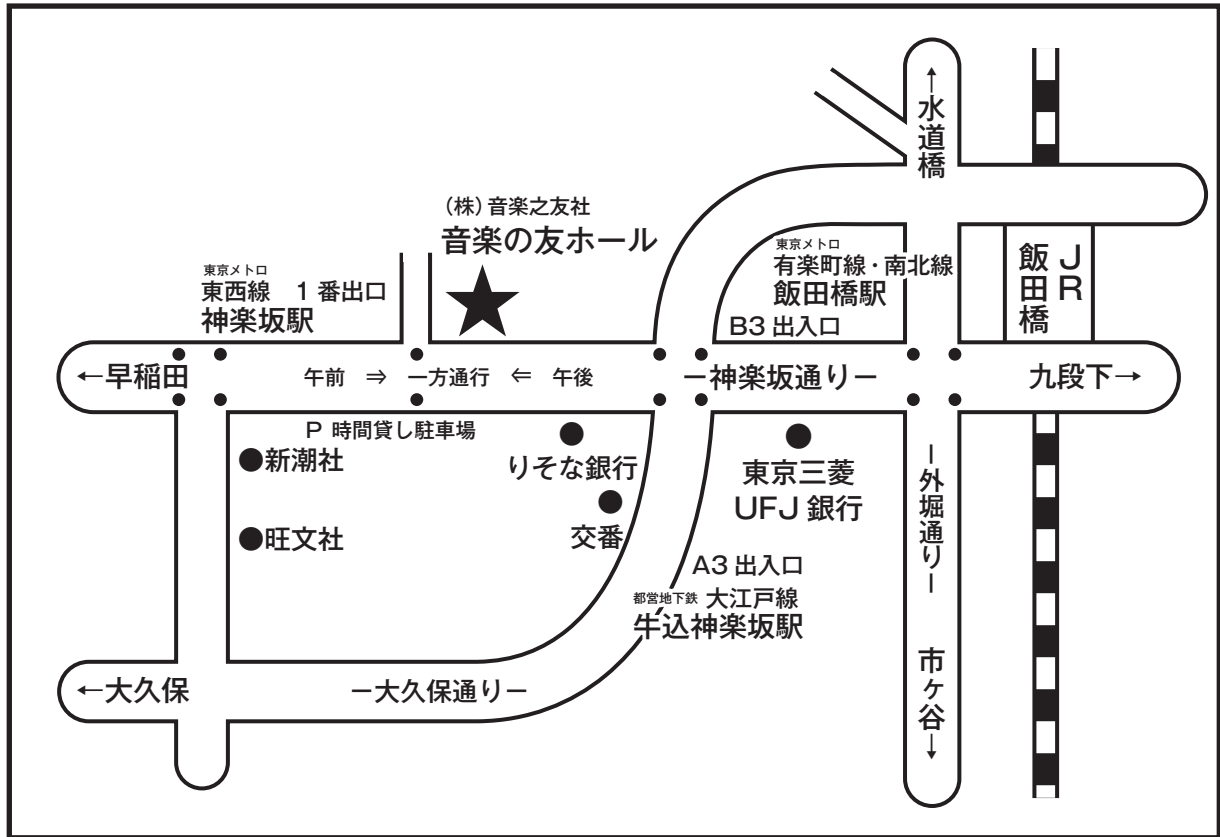 ←水道橋
(株)音楽之友社
音楽の友ホール
東京メトロ
東西線 1番出口
神楽坂駅
東京メトロ
有楽町線・南北線
飯田橋駅
B3 出入口
JR
飯田橋
←早稲田
午前 ⇒ 一方通行 ⇐ 午後
ー神楽坂通りー
九段下→
P 時間貸し駐車場
●新潮社
りそな銀行
東京三菱
UFJ 銀行
●旺文社
交番
ー外堀通りー
A3 出入口
都営地下鉄 大江戸線
牛込神楽坂駅
←大久保
ー大久保通りー
市ヶ谷→